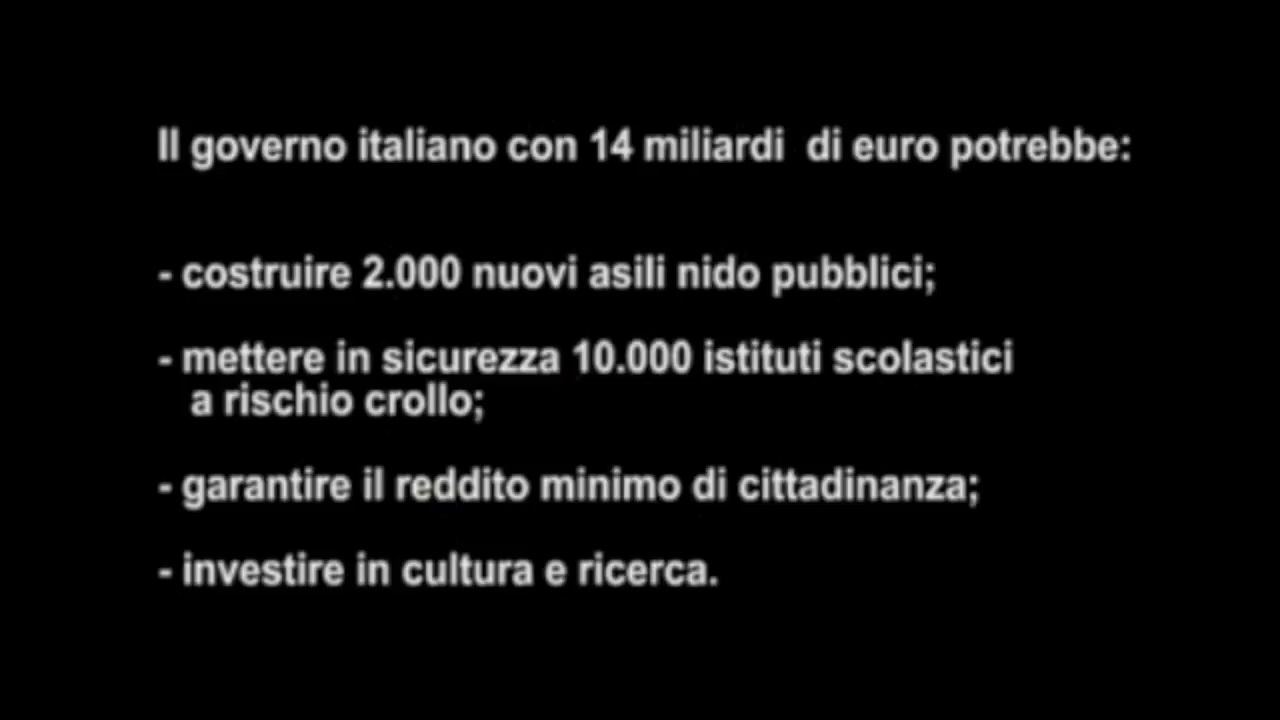 Il governo italiano con 14 miliardi  di euro potrebbe:
- costruire 2.000 nuovi asili nido pubblici;
- mettere in sicurezza 10.000 istituti scolastici
a rischio crollo;
- garantire il reddito minimo di cittadinanza;
- investire in cultura e ricerca.